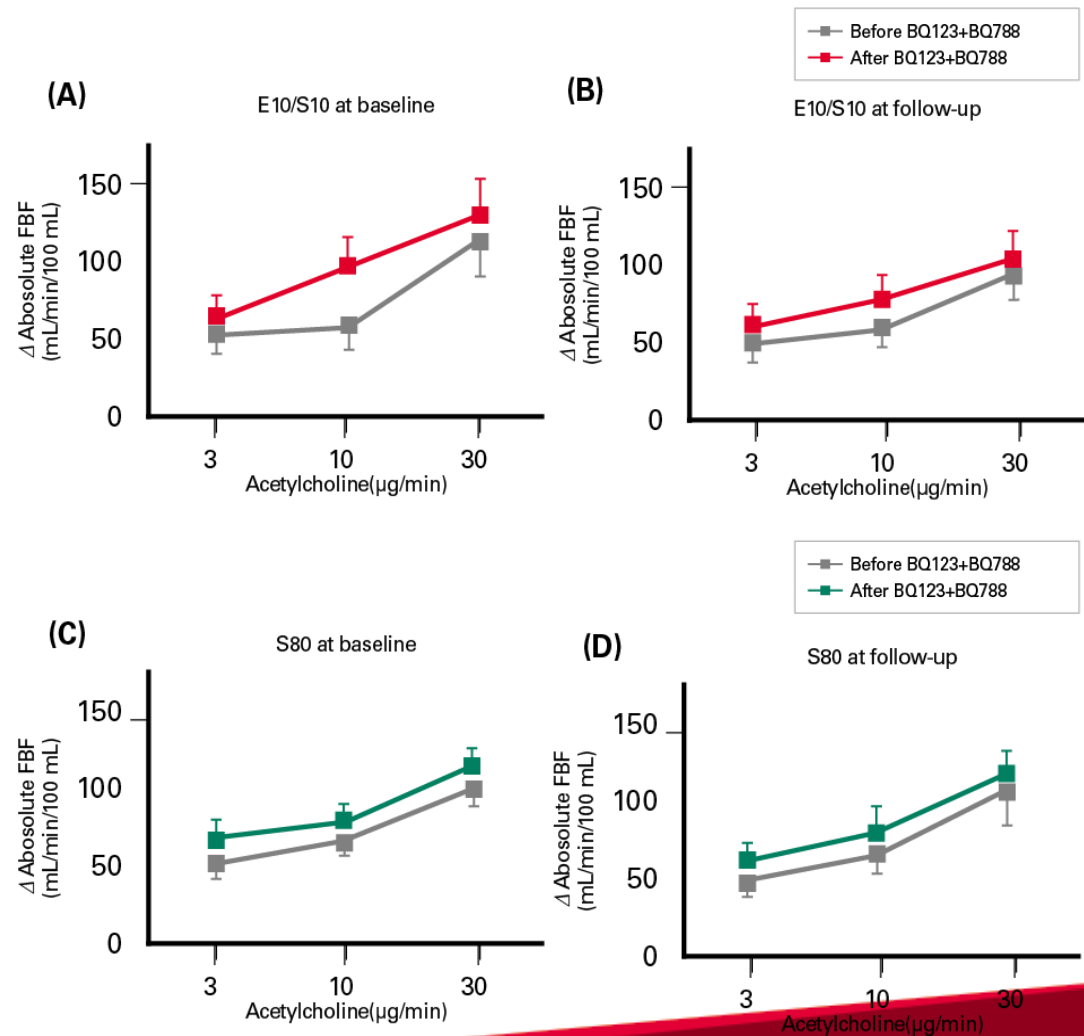 Before BQ123+BQ788
After BQ123+BQ788
(A)
E10/S10 at baseline
Δ Abosolute FBF
(mL/min/100 mL)
150
100
50
0
3 10 30
Acetylcholine(µg/min)
(B)
E10/S10 at follow-up
Δ Abosolute FBF
(mL/min/100 mL)
150
100
50
0
3 10 30
Acetylcholine(µg/min)
Before BQ123+BQ788
After BQ123+BQ788
(C)
S80 at baseline
Δ Abosolute FBF
(mL/min/100 mL)
150
100
50
0
3 10 30
Acetylcholine(µg/min)
(D)
S80 at follow-up
Δ Abosolute FBF
(mL/min/100 mL)
150
100
50
0
3 10 30
Acetylcholine(µg/min)